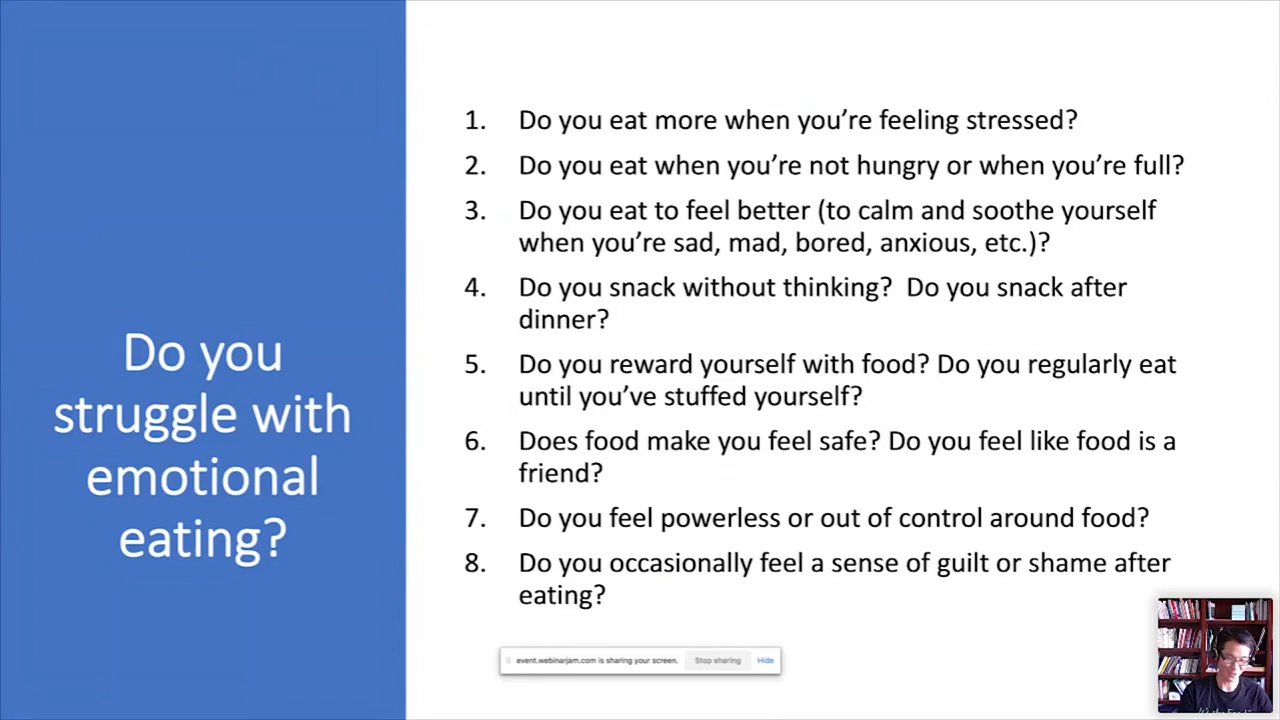 Do you
struggle with
emotional
eating?
1. Do you eat more when you’re feeling stressed?
2. Do you eat when you’re not hungry or when you’re full?
3. Do you eat to feel better (to calm and soothe yourself
when you’re sad, mad, bored, anxious, etc.)?
4. Do you snack without thinking?  Do you snack after
dinner?
5. Do you reward yourself with food? Do you regularly eat
until you’ve stuffed yourself?
6. Does food make you feel safe? Do you feel like food is a
friend?
7. Do you feel powerless or out of control around food?
8. Do you occasionally feel a sense of guilt or shame after
eating?
event.webinarjam.com is sharing your screen. Stop sharing Hide
It's the Food